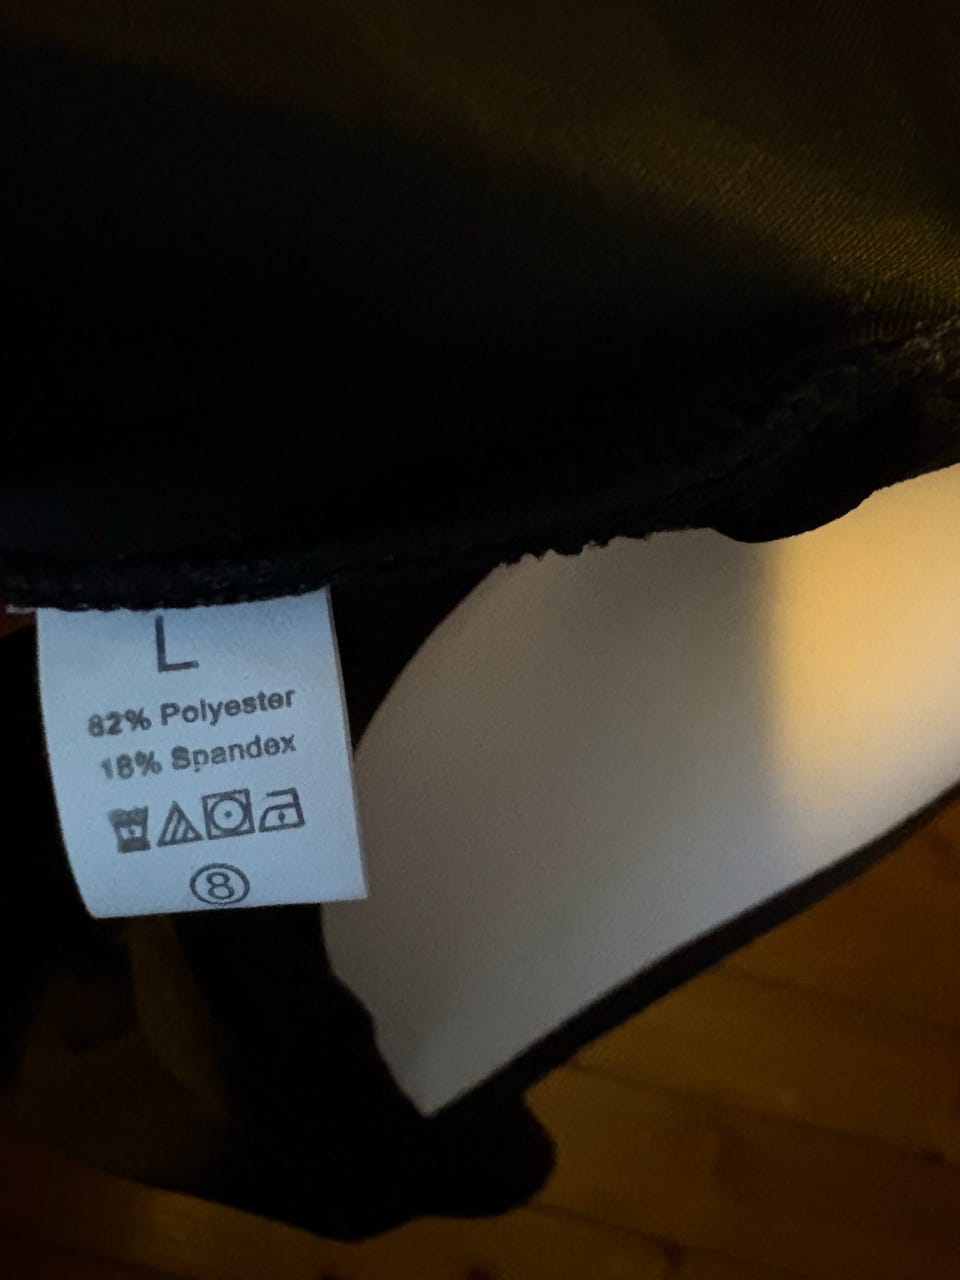 L
82% Polyester
18% Spandex
8